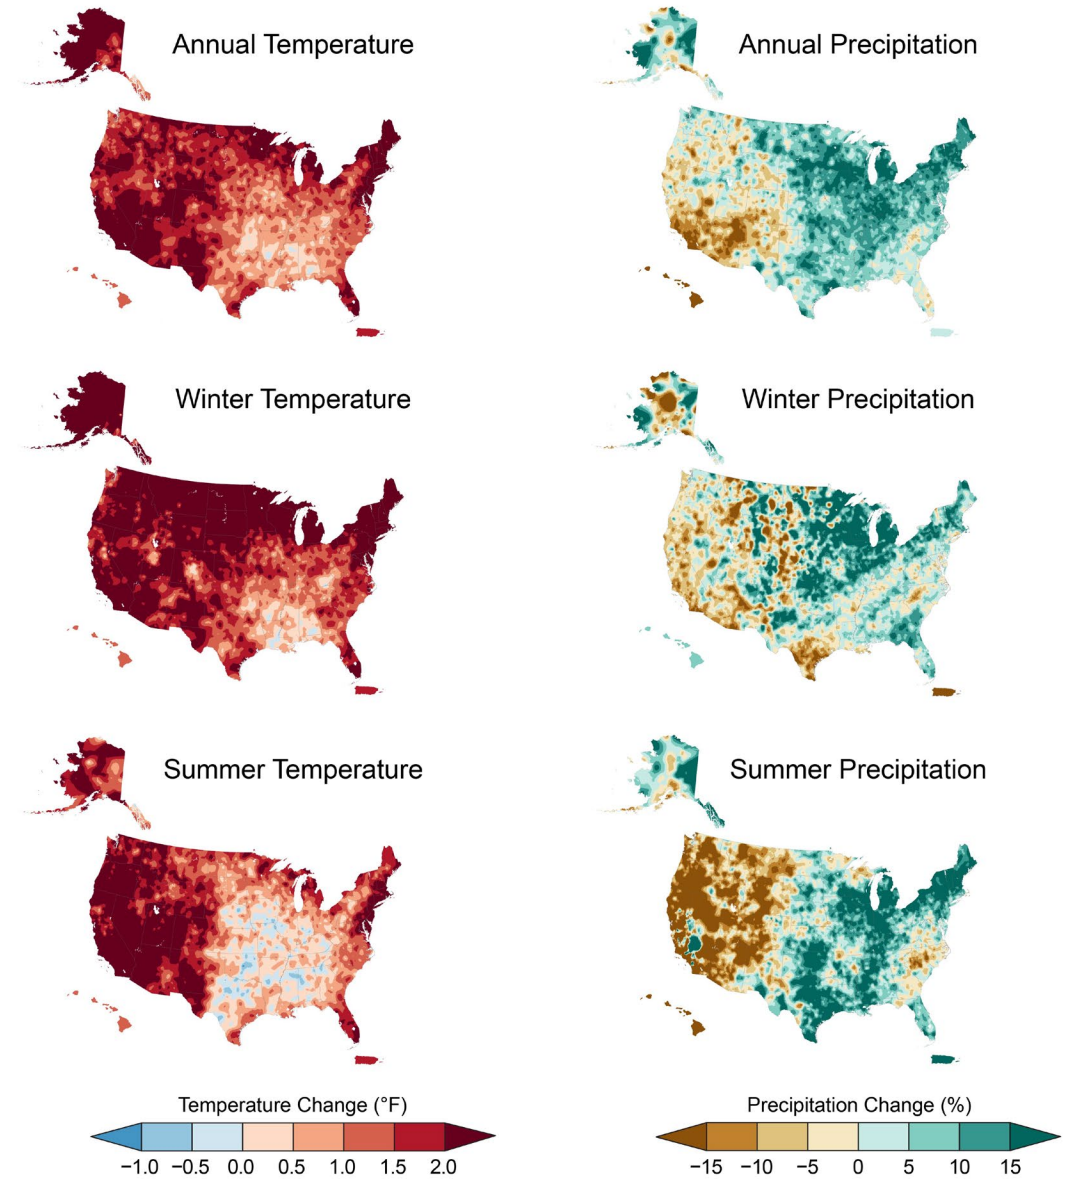 Annual Temperature
Annual Precipitation
Winter Temperature
Winter Precipitation
Summer Temperature
Summer Precipitation
Temperature Change (°F)
−1.0 −0.5 0.0 0.5 1.0 1.5 2.0
Precipitation Change (%)
−15 −10 −5 0 5 10 15